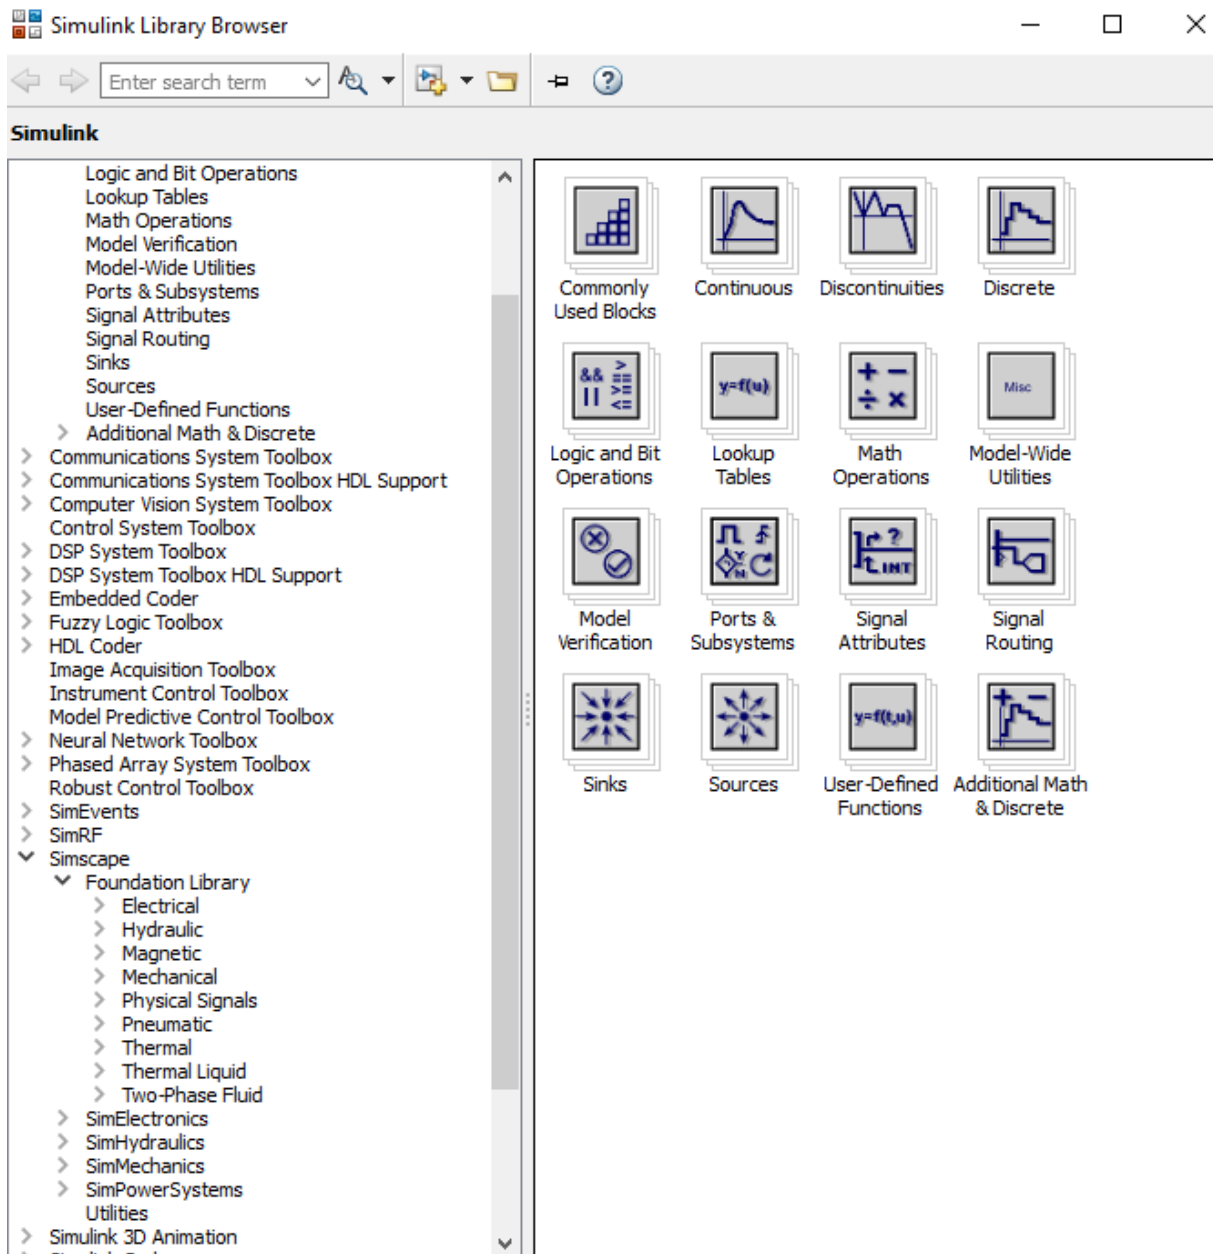 Simulink Library Browser
Enter search term
Simulink
Logic and Bit Operations
Lookup Tables
Math Operations
Model Verification
Model-Wide Utilities
Ports & Subsystems
Signal Attributes
Signal Routing
Sinks
Sources
User-Defined Functions
Additional Math & Discrete
Communications System Toolbox
Communications System Toolbox HDL Support
Computer Vision System Toolbox
Control System Toolbox
DSP System Toolbox
DSP System Toolbox HDL Support
Embedded Coder
Fuzzy Logic Toolbox
HDL Coder
Image Acquisition Toolbox
Instrument Control Toolbox
Model Predictive Control Toolbox
Neural Network Toolbox
Phased Array System Toolbox
Robust Control Toolbox
SimEvents
SimRF
Simscape
Foundation Library
Electrical
Hydraulic
Magnetic
Mechanical
Physical Signals
Pneumatic
Thermal
Thermal Liquid
Two-Phase Fluid
SimElectronics
SimHydraulics
SimMechanics
SimPowerSystems
Utilities
Simulink 3D Animation
Commonly
Used Blocks
Continuous
Discontinuities
Discrete
&& >
==
|| >=
<=
Logic and Bit
Operations
y=f(u)
Lookup
Tables
+ −
÷ ×
Math
Operations
Misc
Model-Wide
Utilities
Model
Verification
Y
N
Ports &
Subsystems
?
INT
Signal
Attributes
Signal
Routing
Sinks
Sources
y=f(t,u)
User-Defined
Functions
+ −
Additional Math
& Discrete